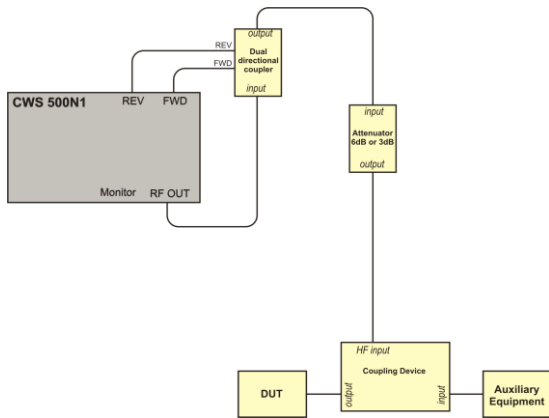 output
REV
Dual
directional
coupler
FWD
input
CWS 500N1
REV FWD
Monitor RF OUT
input
Attenuator
6dB or 3dB
output
HF input
Coupling Device
output
input
DUT
Auxiliary
Equipment